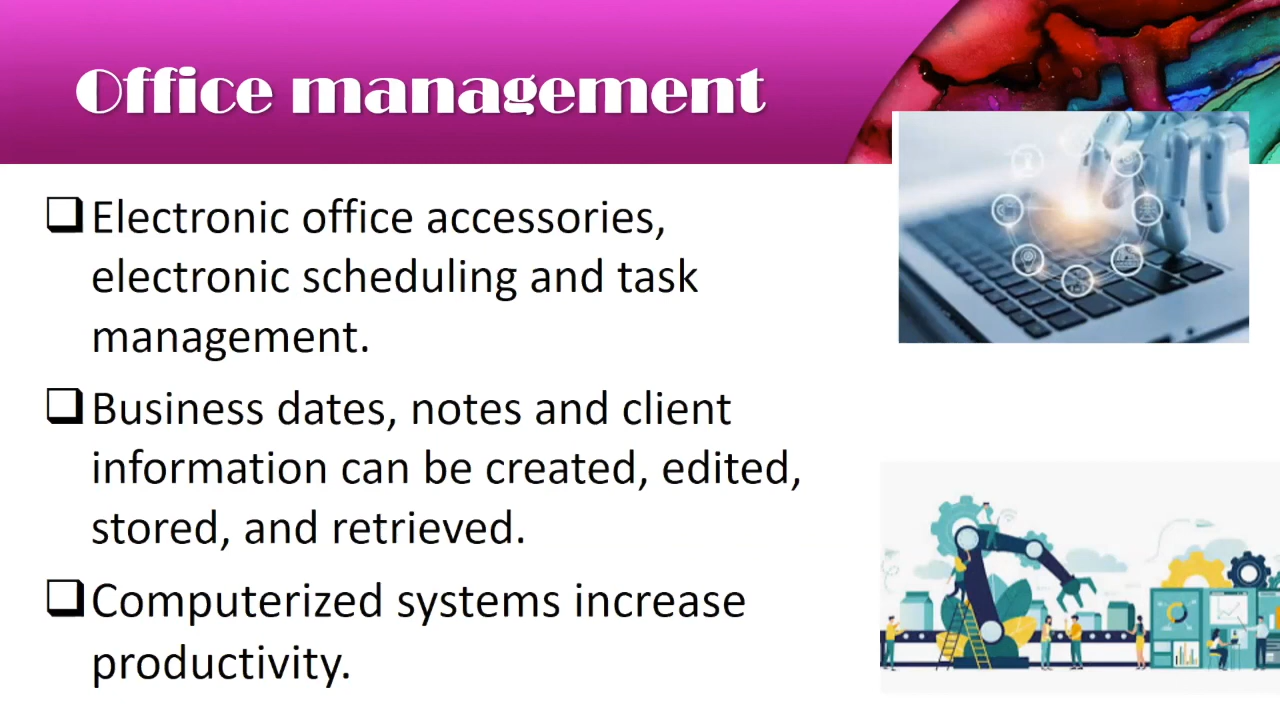 Office management
Electronic office accessories,
electronic scheduling and task
management.
Business dates, notes and client
information can be created, edited,
stored, and retrieved.
Computerized systems increase
productivity.